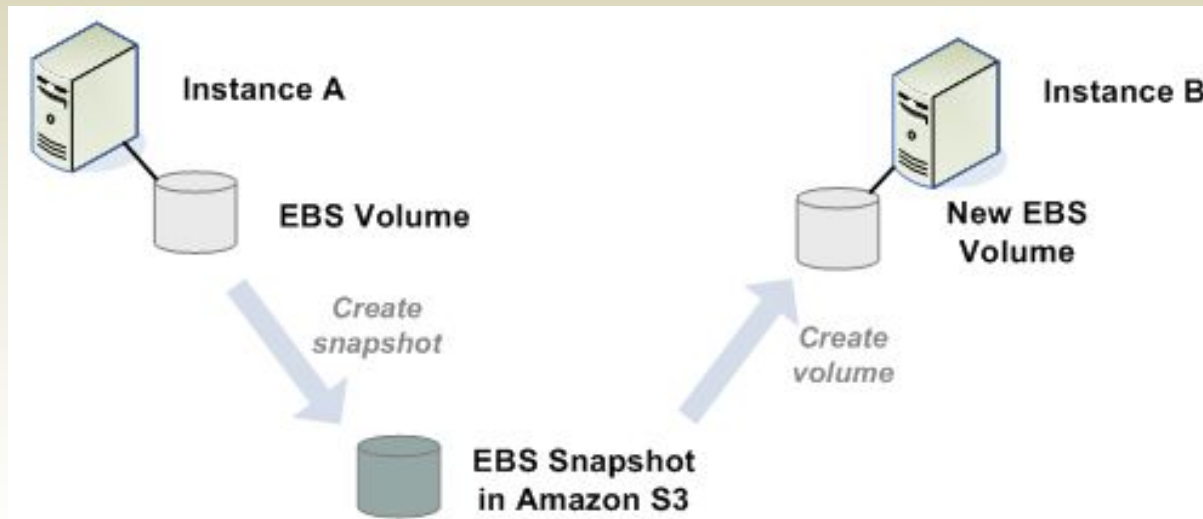 Instance A
EBS Volume
Create
snapshot
EBS Snapshot
in Amazon S3
Create
volume
New EBS
Volume
Instance B